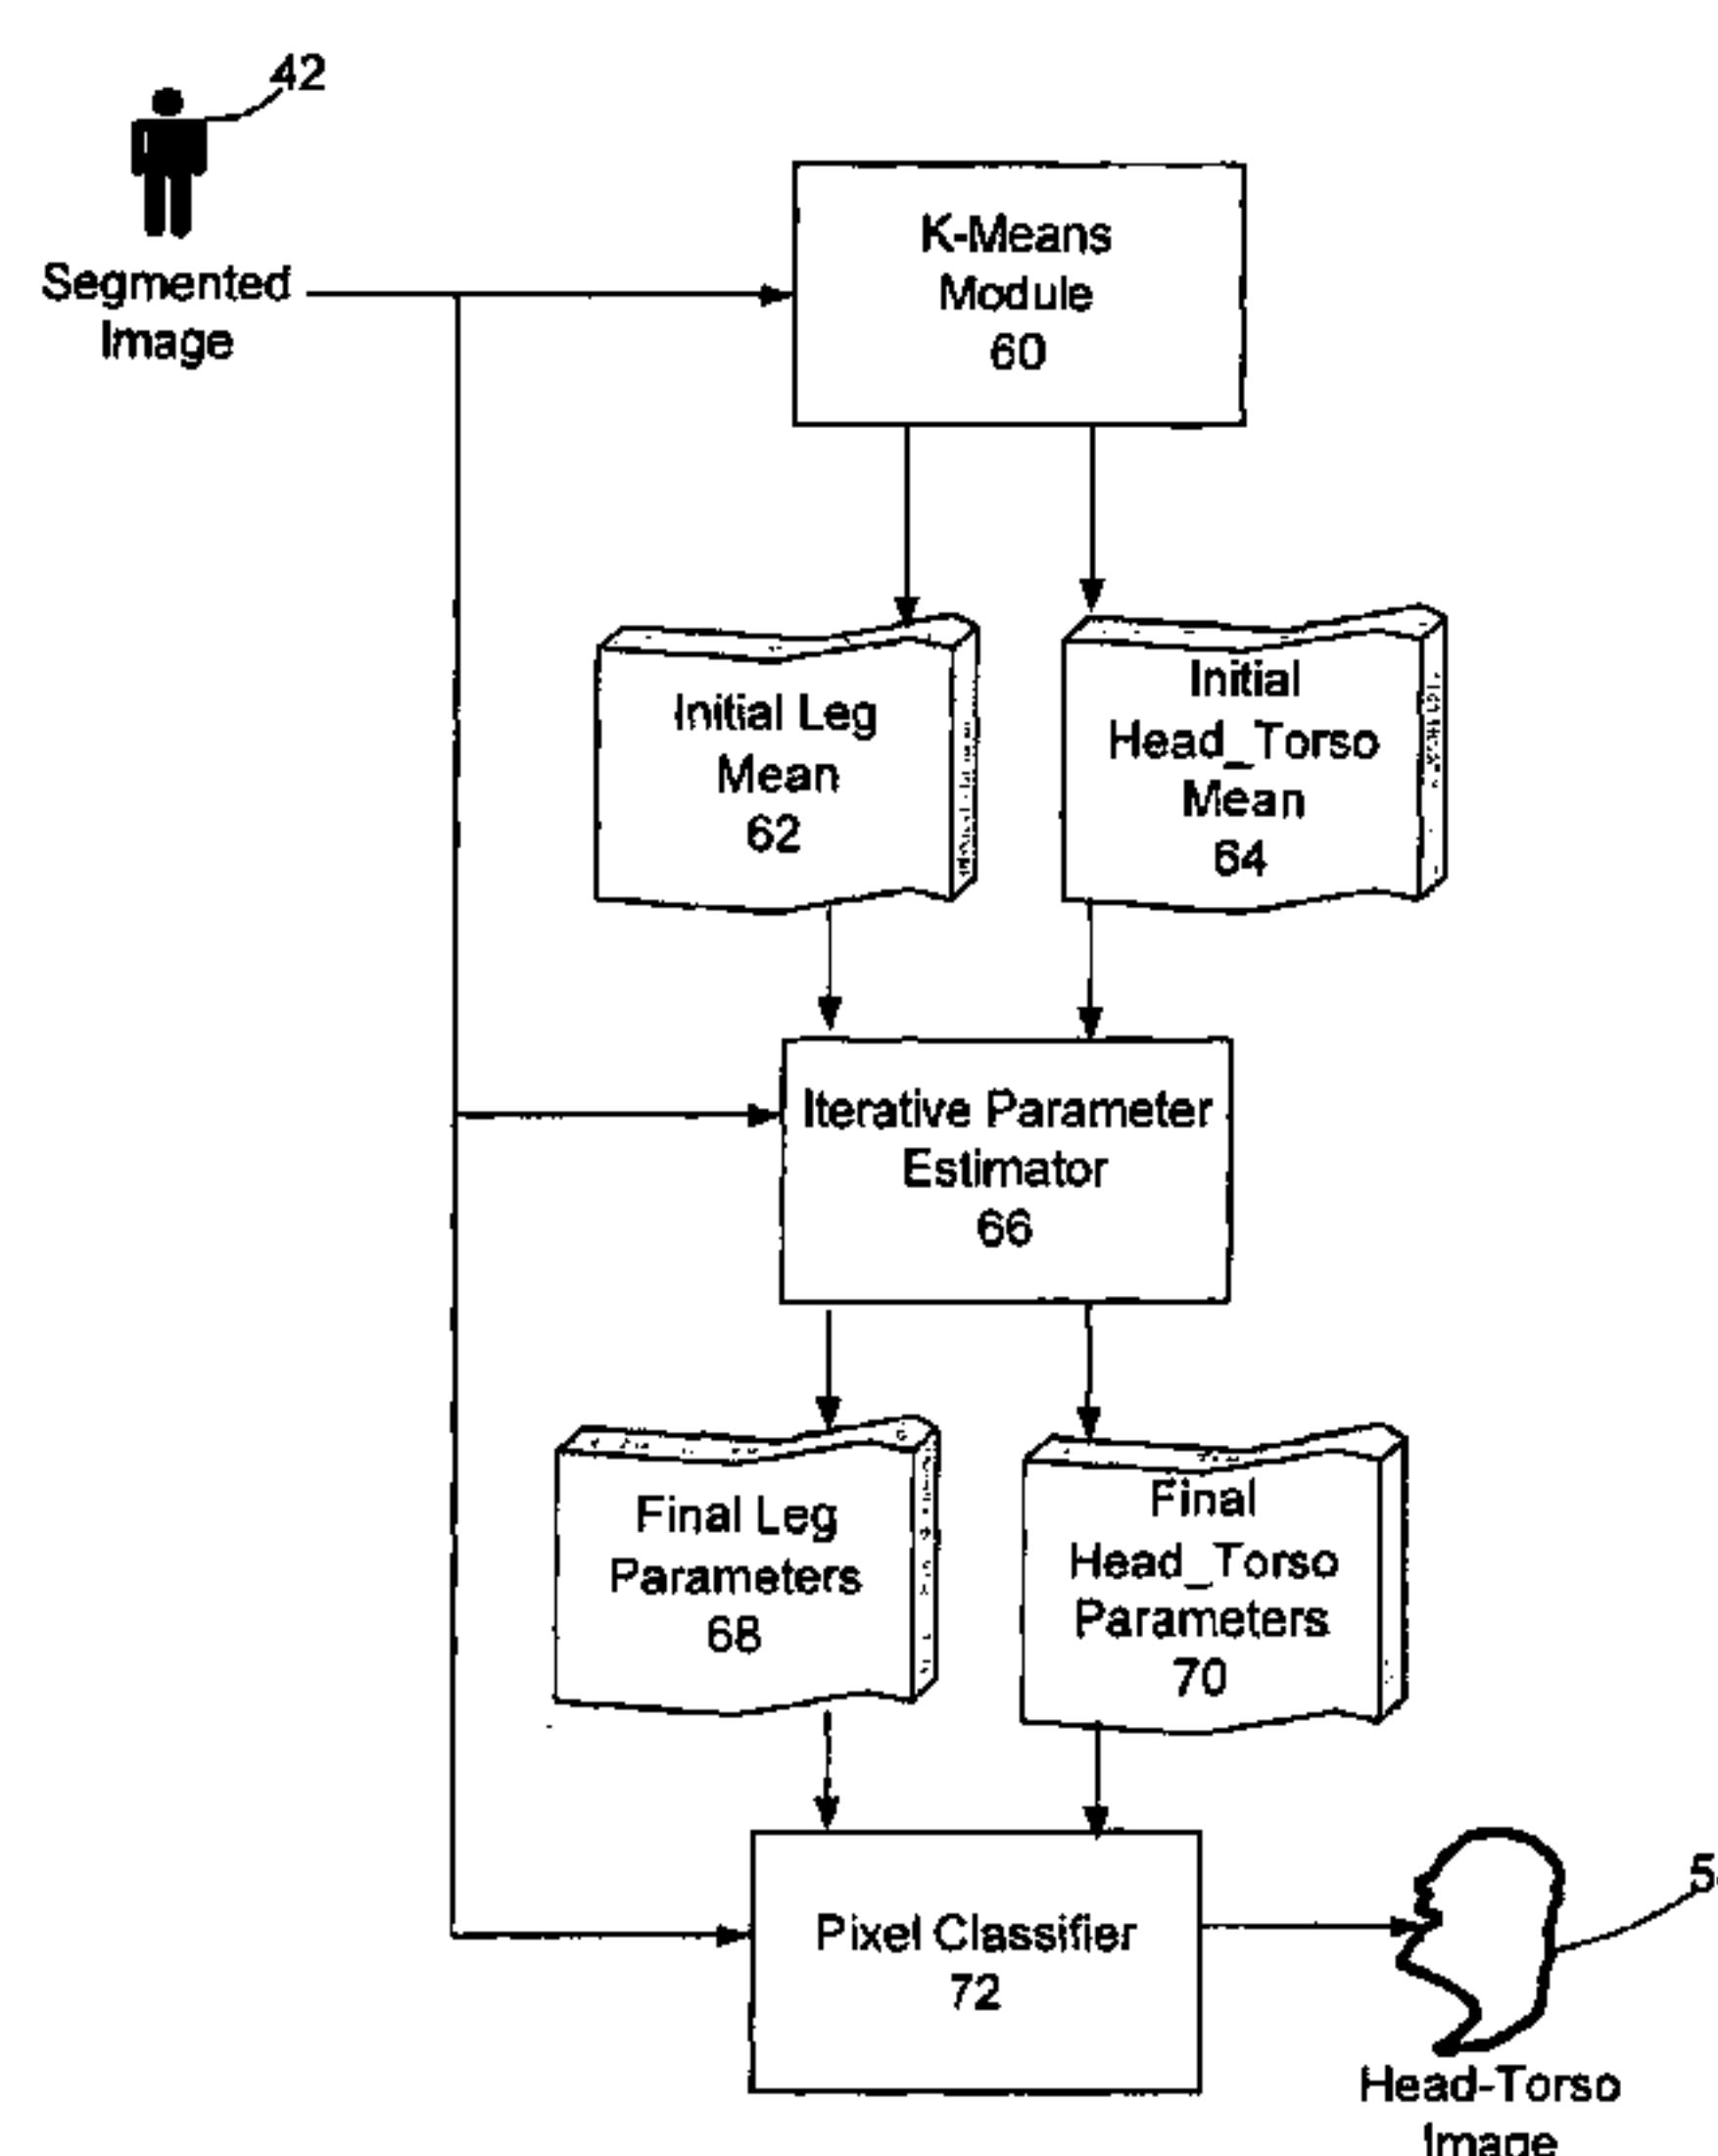 42
Segmented
Image
K-Means
Module
60
Initial Leg
Mean
62
Initial
Head_Torso
Mean
64
Iterative Parameter
Estimator
66
Final Leg
Parameters
68
Final
Head_Torso
Parameters
70
Pixel Classifier
72
Head-Torso
Image